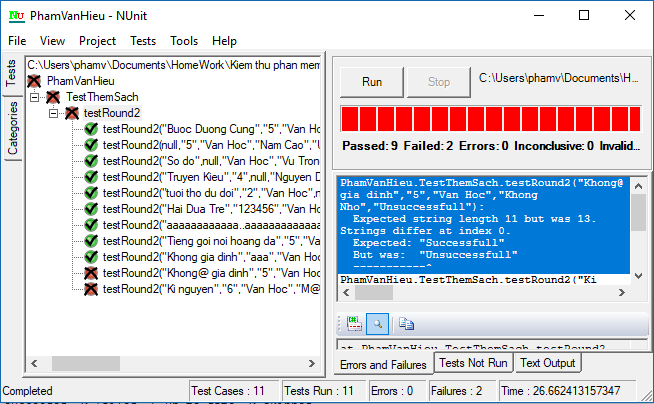 PhamVanHieu - NUnit
File View Project Tests Tools Help
Tests
Categories
C:\Users\phamv\Documents\HomeWork\Kiem thu phan mem
PhamVanHieu
TestThemSach
testRound2
testRound2("Buoc Duong Cung","5","Van Hoc
testRound2(null,"5","Van Hoc","Nam Cao","U
testRound2("So do",null,"Van Hoc","Vu Tron
testRound2("Truyen Kieu","4",null,"Nguyen D
testRound2("tuoi tho du doi","2","Van Hoc",n
testRound2("Hai Dua Tre","123456","Van Ho
testRound2("aaaaaaaaaaaa...aaaaaaaaaaaa
testRound2("Tieng goi noi hoang da","5","Va
testRound2("Khong gia dinh","aaa","Van Hoc
testRound2("Khong@ gia dinh","5","Van Hoc
testRound2("Ki nguyen","6","Van Hoc","M@
Run
Stop
C:\Users\phamv\Documents\H...
Passed: 9 Failed: 2 Errors: 0 Inconclusive: 0 Invalid...
PhamVanHieu.TestThemSach.testRound2("Khong@
gia dinh","5","Van Hoc","Khong
Nho","Unsuccessfull"):
Expected string length 11 but was 13.
Strings differ at index 0.
Expected: "Successfull"
But was: "Unsuccessfull"
-----------^
PhamVanHieu.TestThemSach.testRound2("Ki
at PhamVanHieu.TestThemSach.testRound2
Errors and Failures
Tests Not Run
Text Output
Completed
Test Cases : 11
Tests Run : 11
Errors : 0
Failures : 2
Time : 26.662413157347